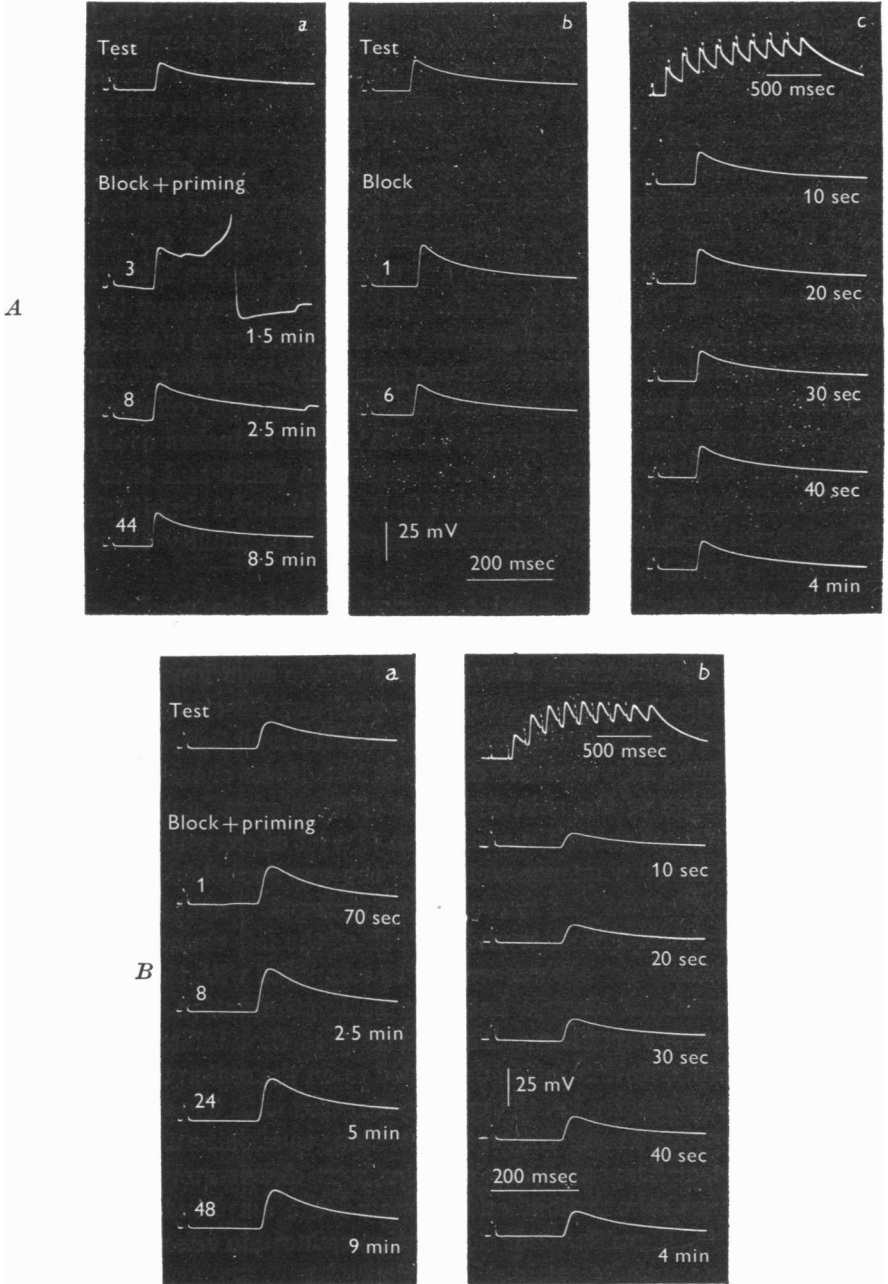 A
a
Test
Block + priming
3
1·5 min
8
2·5 min
44
8·5 min
b
Test
Block
1
6
25 mV
200 msec
c
500 msec
10 sec
20 sec
30 sec
40 sec
4 min
B
a
Test
Block + priming
1
70 sec
8
2·5 min
24
5 min
48
9 min
b
500 msec
10 sec
20 sec
30 sec
25 mV
40 sec
200 msec
4 min